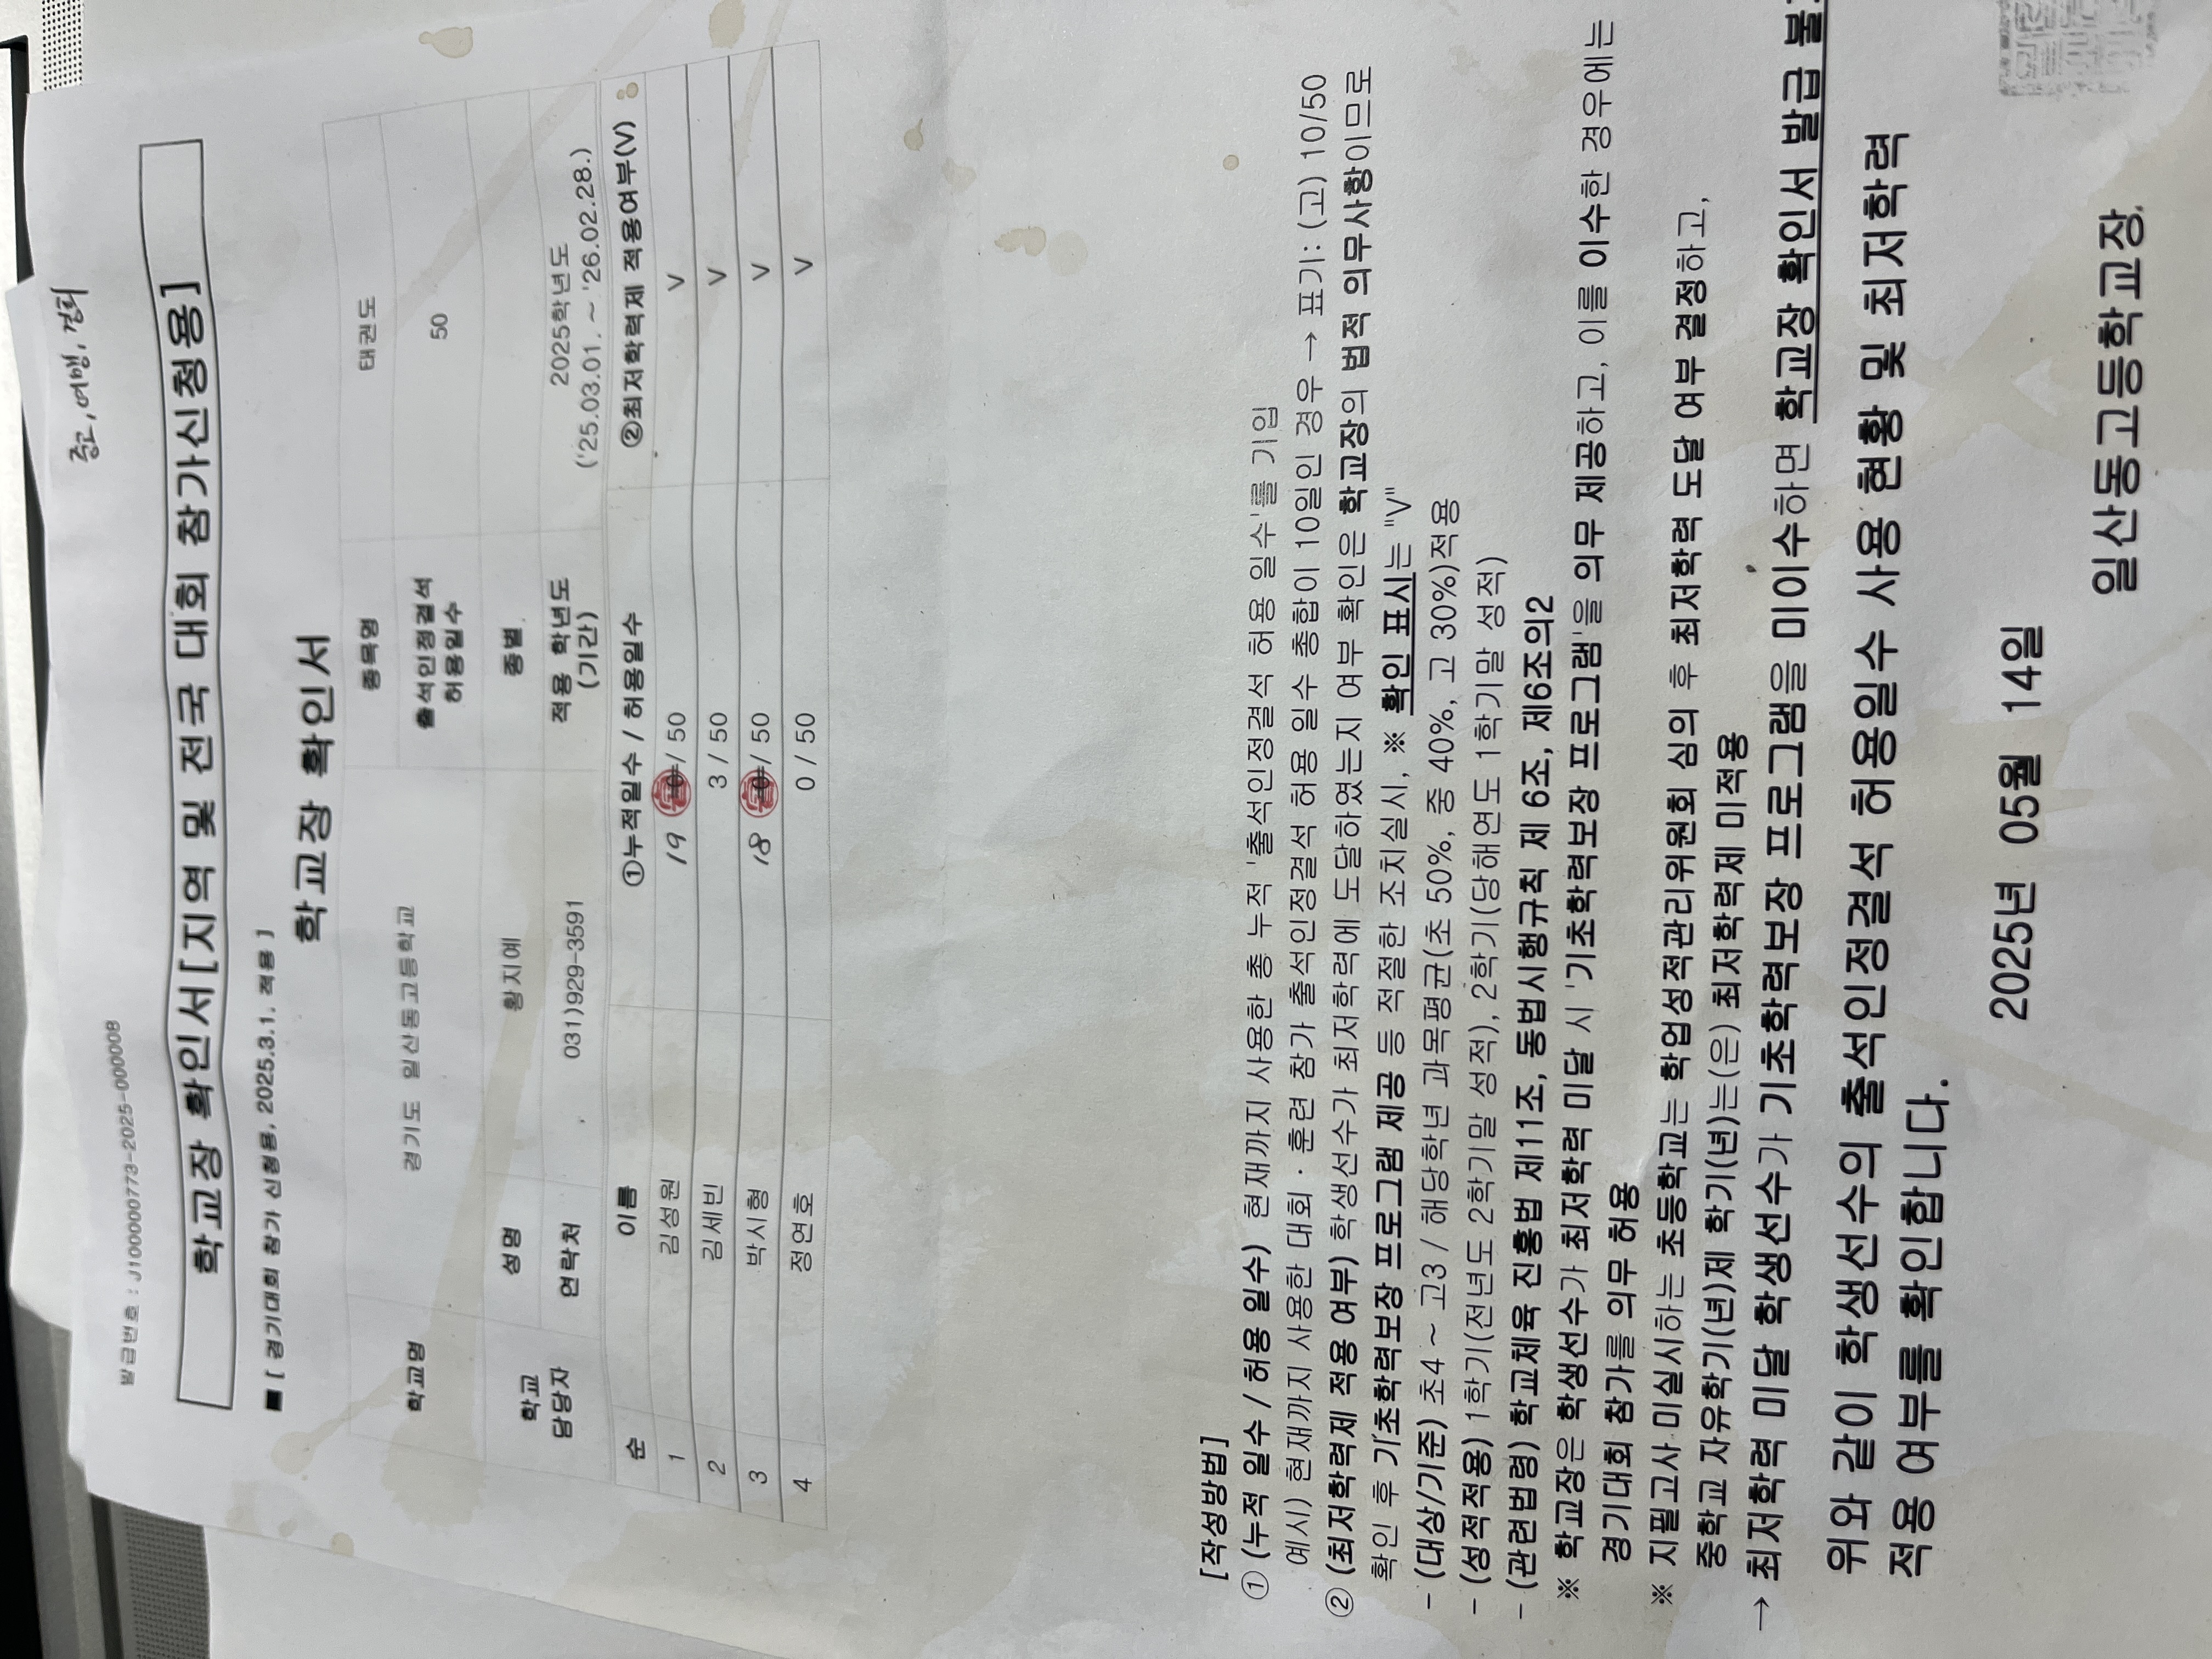 중고,여맹,경희
발급번호 : J100000773-2025-000008
학교장 확인서[지역 및 전국 대회 참가신청용]
■ [ 경기대회 참가 신청용, 2025.3.1. 적용 ]
학교장 확인서
학교명 경기도 일산동고등학교 종목명 태권도
출석인정결석 허용일수 50
학교 담당자 성명 황지예 종별
연락처 031)929-3591 적용 학년도 (기간) 2025학년도 ('25.03.01. ~ '26.02.28.)
순 이름 ①누적일수 / 허용일수 ②최저학력제 적용여부(V)
1 김성원 19 / 50 V
2 김세빈 3 / 50 V
3 박시형 18 / 50 V
4 정연호 0 / 50 V
[작성방법]
① (누적 일수 / 허용 일수) 현재까지 사용한 총 누적 '출석인정결석 허용 일수'를 기입
예시) 현재까지 사용한 대회 · 훈련 참가 출석인정결석 허용 일수 총합이 10일인 경우 → 표기: (고) 10/50
② (최저학력제 적용 여부) 학생선수가 최저학력에 도달하였는지 여부 확인은 학교장의 법적 의무사항이므로
확인 후 기초학력보장 프로그램 제공 등 적절한 조치실시, ※ 확인 표시는 "V"
- (대상/기준) 초4 ~ 고3 / 해당학년 과목평균(초 50%, 중 40%, 고 30%)적용
- (성적적용) 1학기(전년도 2학기말 성적), 2학기(당해연도 1학기말 성적)
- (관련법령) 학교체육 진흥법 제11조, 동법시행규칙 제 6조, 제6조의2
※ 학교장은 학생선수가 최저학력 미달 시 '기초학력보장 프로그램'을 의무 제공하고, 이를 이수한 경우에는
경기대회 참가를 의무 허용
※ 지필고사 미실시하는 초등학교는 학업성적관리위원회 심의 후 최저학력 도달 여부 결정하고,
중학교 자유학기(년)제 학기(년)는(은) 최저학력제 미적용
→ 최저학력 미달 학생선수가 기초학력보장 프로그램을 미이수하면 학교장 확인서 발급 불
위와 같이 학생선수의 출석인정결석 허용일수 사용 현황 및 최저학력
적용 여부를 확인합니다.
2025년 05월 14일
일산동고등학교장